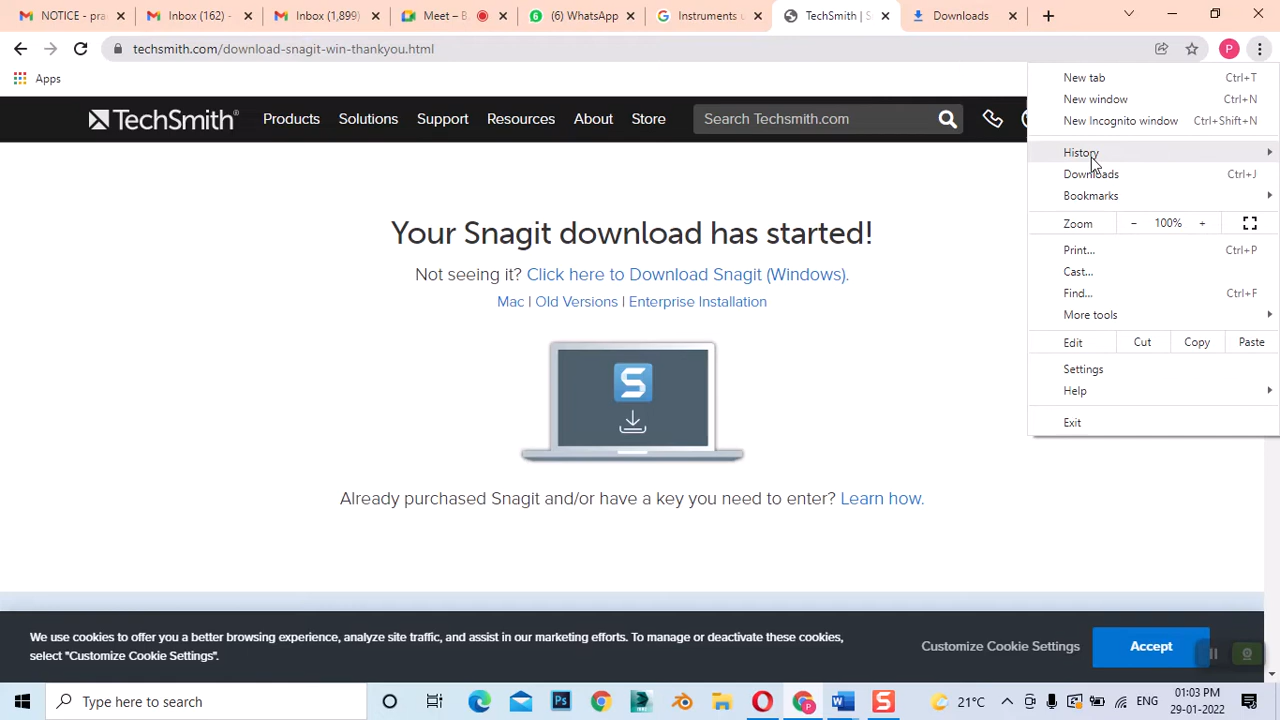 NOTICE - pra
Inbox (162) -
Inbox (1,899)
Meet – B
(6) WhatsApp
Instruments u
TechSmith | S
Downloads
techsmith.com/download-snagit-win-thankyou.html
P
Apps
TechSmith®
Products Solutions Support Resources About Store
Search Techsmith.com
New tab Ctrl+T
New window Ctrl+N
New Incognito window Ctrl+Shift+N
History
Downloads Ctrl+J
Bookmarks
Zoom − 100% +
Print... Ctrl+P
Cast...
Find... Ctrl+F
More tools
Edit Cut Copy Paste
Settings
Help
Exit
Your Snagit download has started!
Not seeing it? Click here to Download Snagit (Windows).
Mac | Old Versions | Enterprise Installation
S
Already purchased Snagit and/or have a key you need to enter? Learn how.
We use cookies to offer you a better browsing experience, analyze site traffic, and assist in our marketing efforts. To manage or deactivate these cookies,
select "Customize Cookie Settings".
Customize Cookie Settings
Accept
Type here to search
Ps
21°C
ENG
01:03 PM
29-01-2022